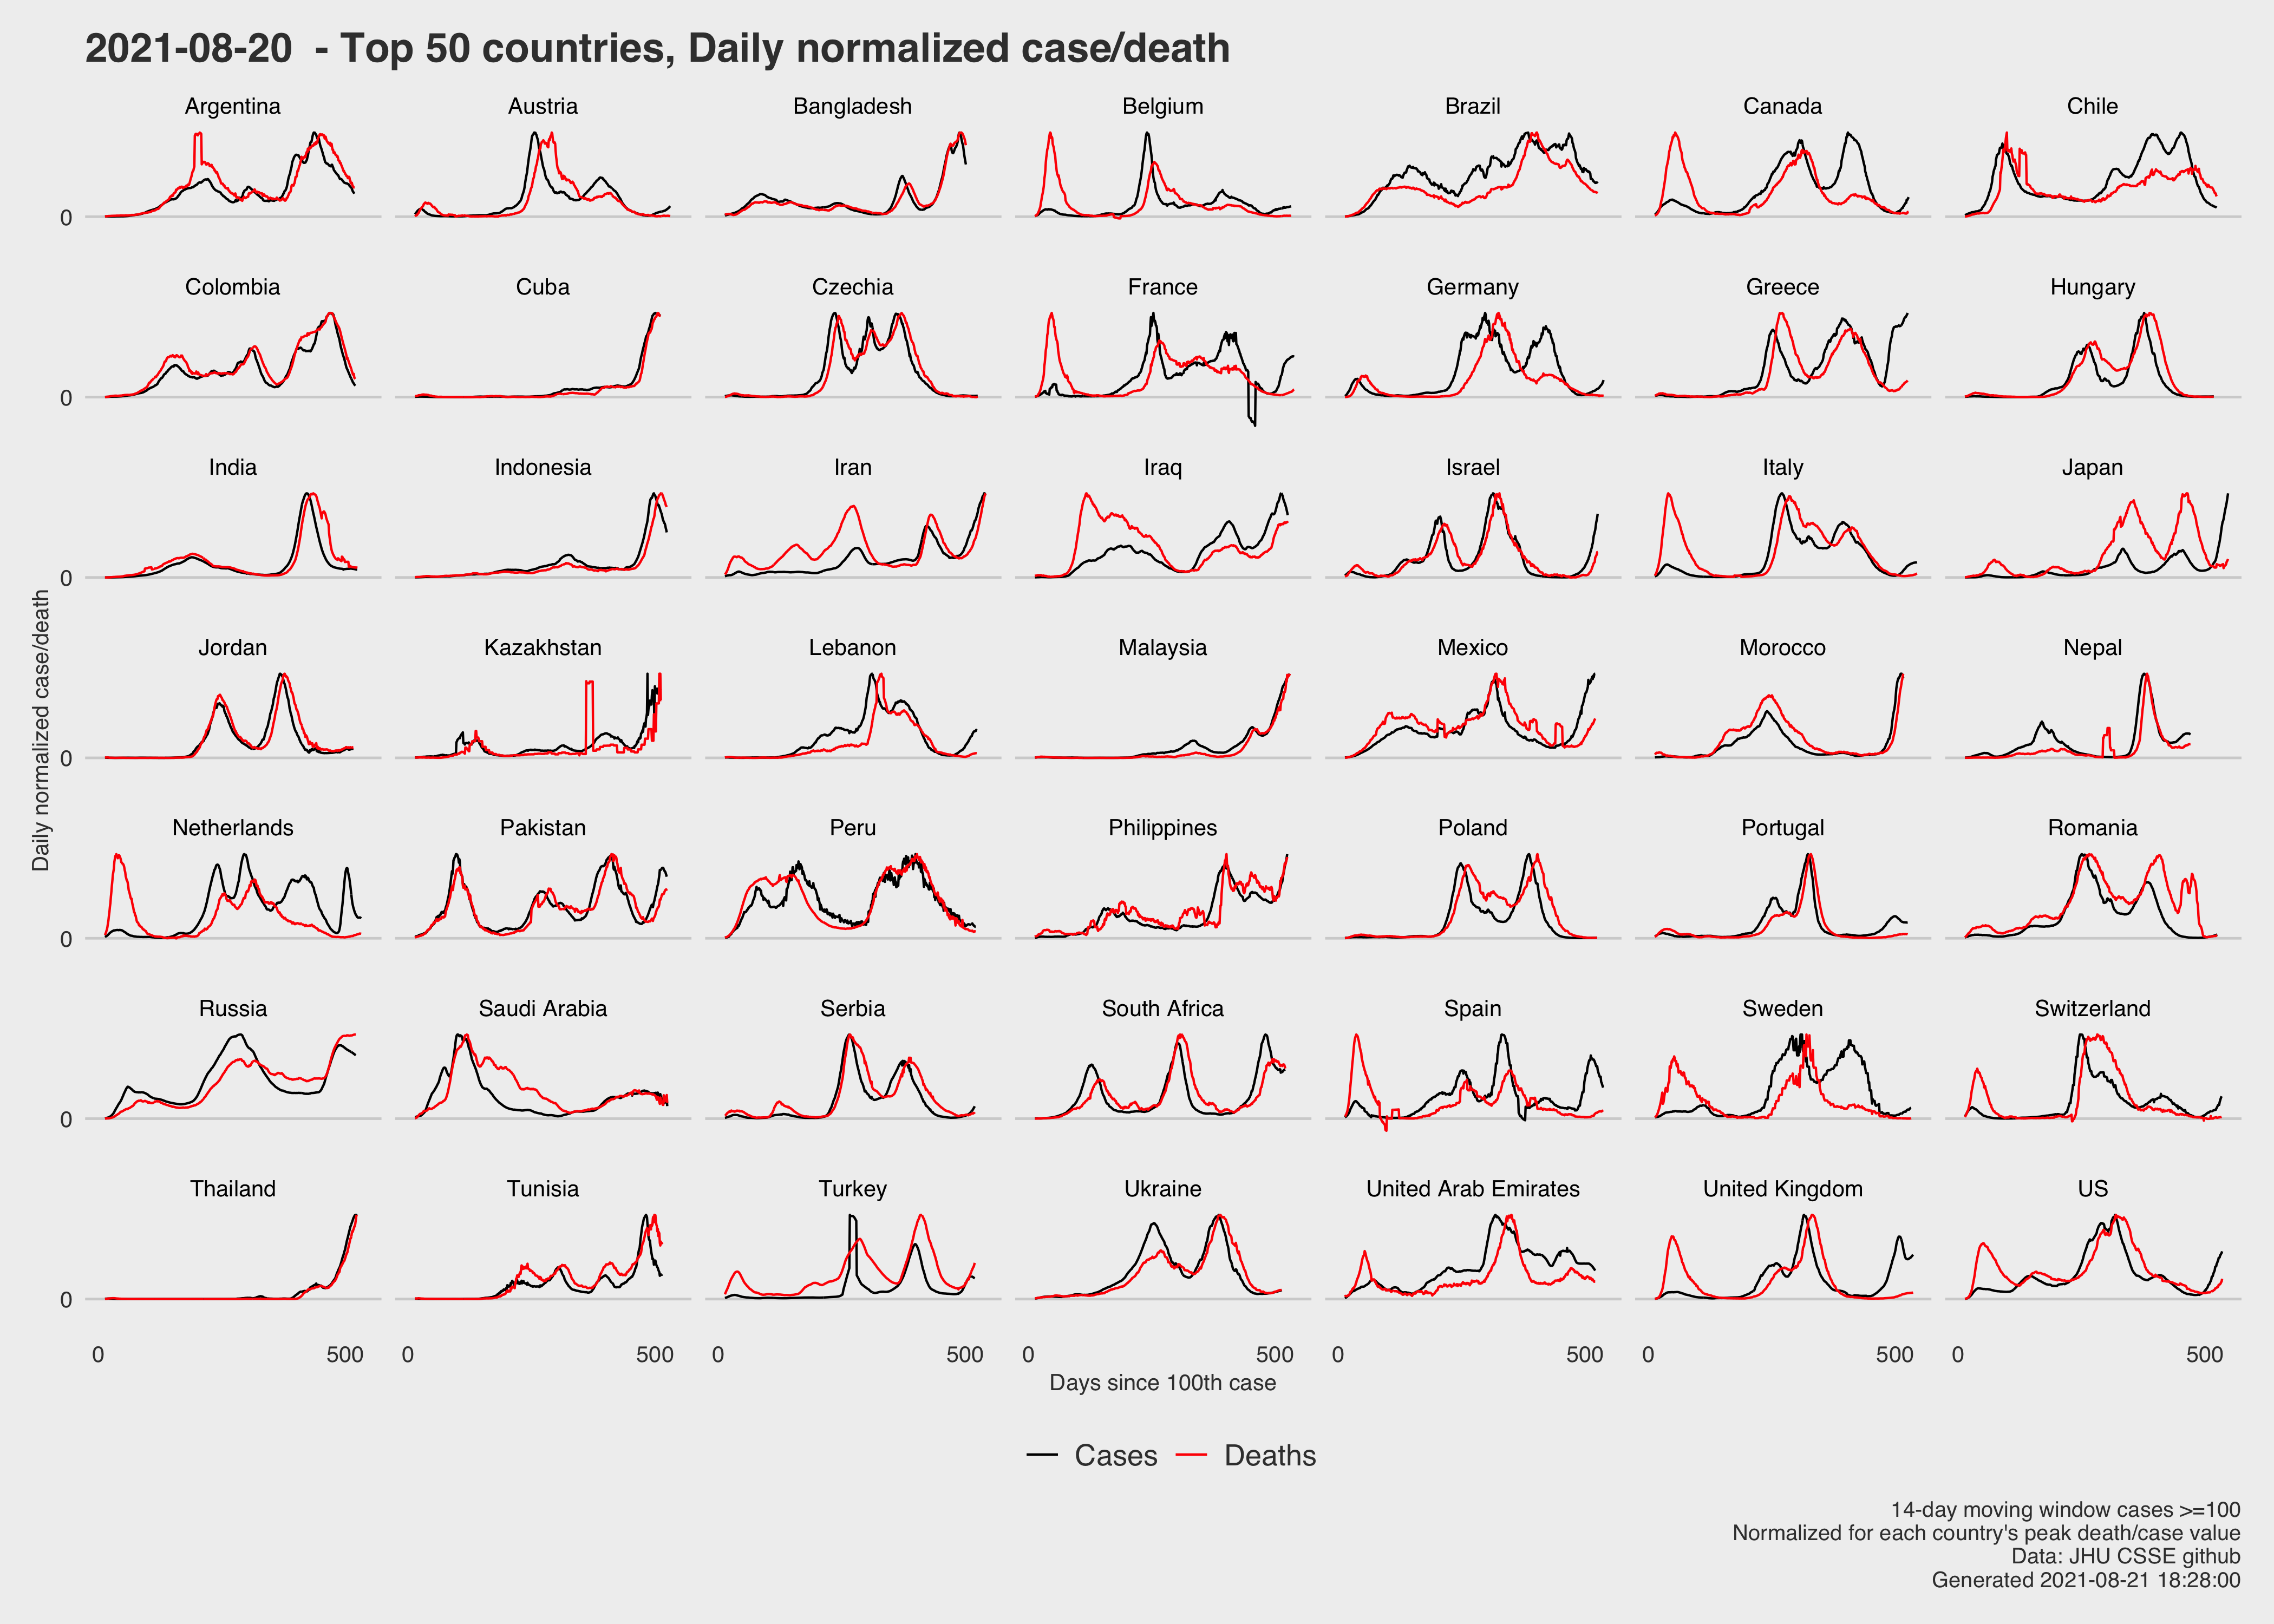 2021-08-20 - Top 50 countries, Daily normalized case/death
Argentina Austria Bangladesh Belgium Brazil Canada Chile
0
Colombia Cuba Czechia France Germany Greece Hungary
0
India Indonesia Iran Iraq Israel Italy Japan
0
Jordan Kazakhstan Lebanon Malaysia Mexico Morocco Nepal
0
Netherlands Pakistan Peru Philippines Poland Portugal Romania
0
Russia Saudi Arabia Serbia South Africa Spain Sweden Switzerland
0
Thailand Tunisia Turkey Ukraine United Arab Emirates United Kingdom US
0
0 500 0 500 0 500 0 500 0 500 0 500 0 500
Daily normalized case/death
Days since 100th case
Cases Deaths
14-day moving window cases >=100
Normalized for each country's peak death/case value
Data: JHU CSSE github
Generated 2021-08-21 18:28:00